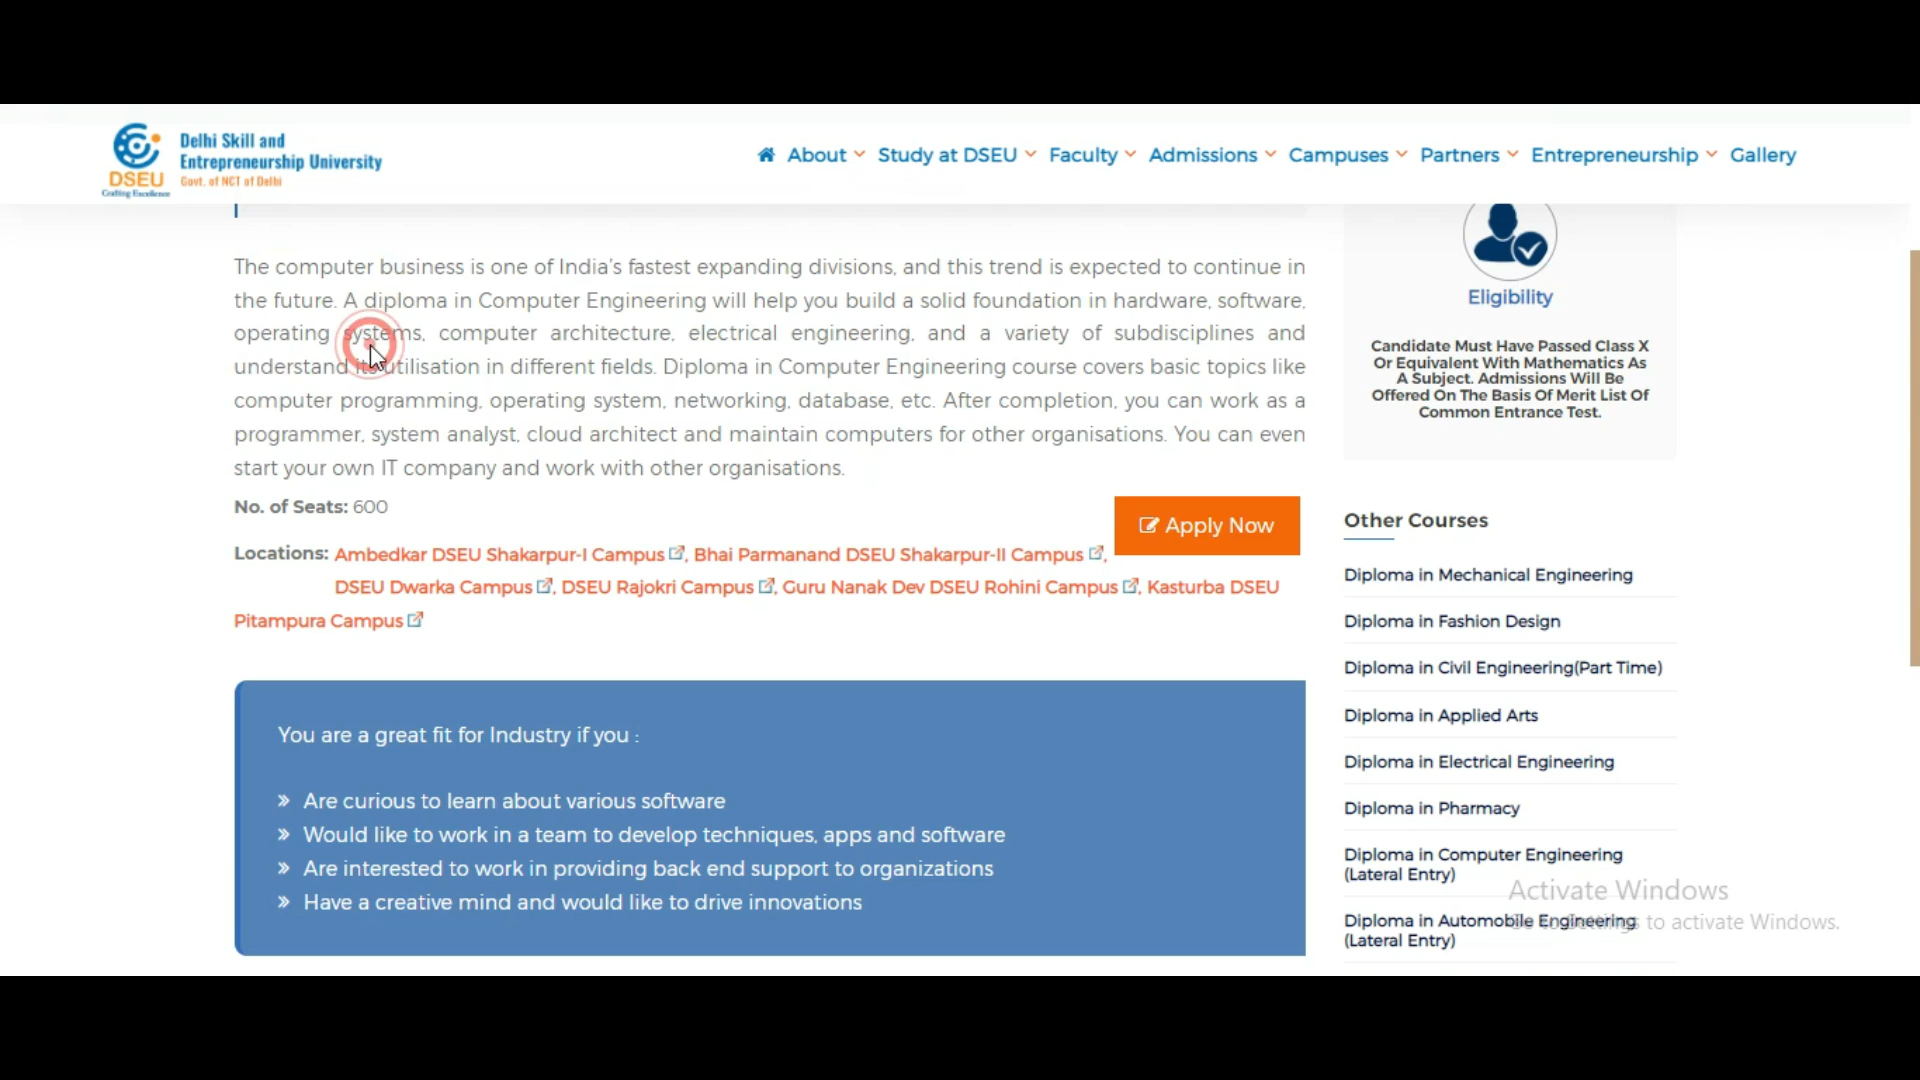 DSEU
Crafting Excellence
Delhi Skill and
Entrepreneurship University
Govt. of NCT of Delhi
About Study at DSEU Faculty Admissions Campuses Partners Entrepreneurship Gallery
The computer business is one of India's fastest expanding divisions, and this trend is expected to continue in
the future. A diploma in Computer Engineering will help you build a solid foundation in hardware, software,
operating systems, computer architecture, electrical engineering, and a variety of subdisciplines and
understand its utilisation in different fields. Diploma in Computer Engineering course covers basic topics like
computer programming, operating system, networking, database, etc. After completion, you can work as a
programmer, system analyst, cloud architect and maintain computers for other organisations. You can even
start your own IT company and work with other organisations.
No. of Seats: 600
Apply Now
Locations: Ambedkar DSEU Shakarpur-I Campus, Bhai Parmanand DSEU Shakarpur-II Campus,
DSEU Dwarka Campus, DSEU Rajokri Campus, Guru Nanak Dev DSEU Rohini Campus, Kasturba DSEU
Pitampura Campus
You are a great fit for Industry if you :
» Are curious to learn about various software
» Would like to work in a team to develop techniques, apps and software
» Are interested to work in providing back end support to organizations
» Have a creative mind and would like to drive innovations
Eligibility
Candidate Must Have Passed Class X
Or Equivalent With Mathematics As
A Subject. Admissions Will Be
Offered On The Basis Of Merit List Of
Common Entrance Test.
Other Courses
Diploma in Mechanical Engineering
Diploma in Fashion Design
Diploma in Civil Engineering(Part Time)
Diploma in Applied Arts
Diploma in Electrical Engineering
Diploma in Pharmacy
Diploma in Computer Engineering
(Lateral Entry)
Diploma in Automobile Engineering
(Lateral Entry)
Activate Windows
Go to Settings to activate Windows.